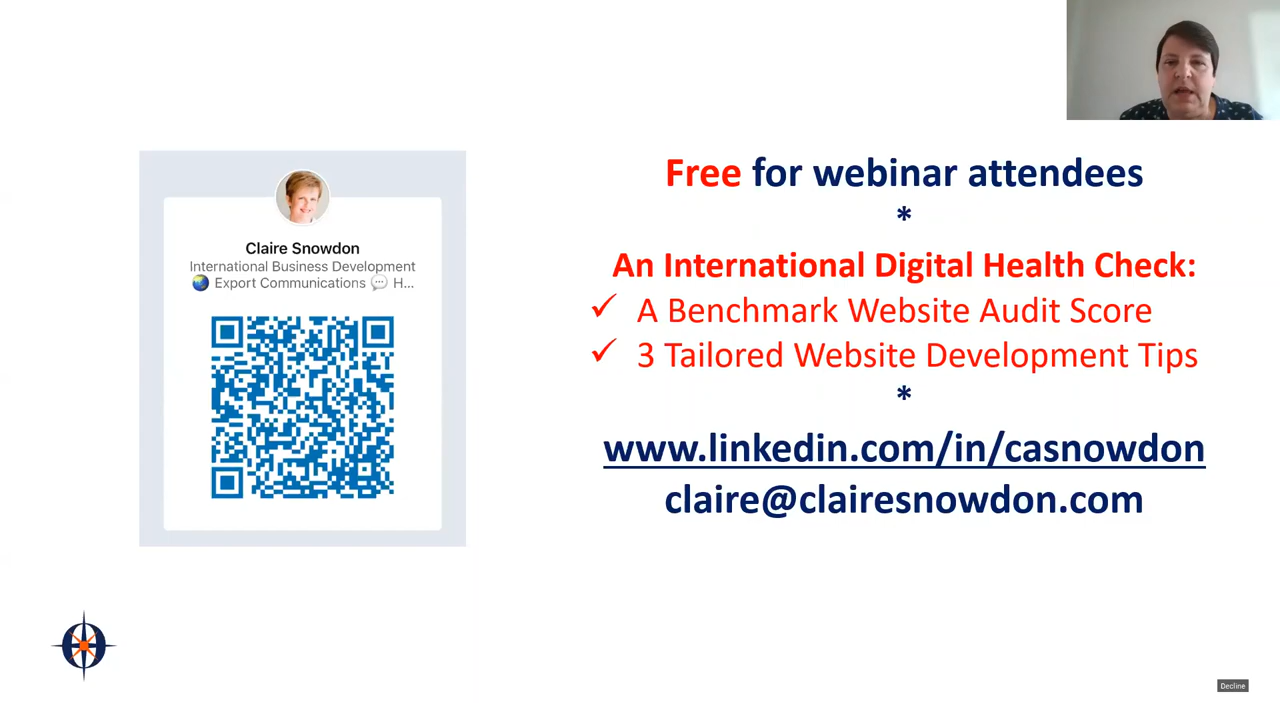 Claire Snowdon
International Business Development
🌏 Export Communications 💬 H...
Free for webinar attendees
*
An International Digital Health Check:
✓ A Benchmark Website Audit Score
✓ 3 Tailored Website Development Tips
*
www.linkedin.com/in/casnowdon
claire@clairesnowdon.com
Decline